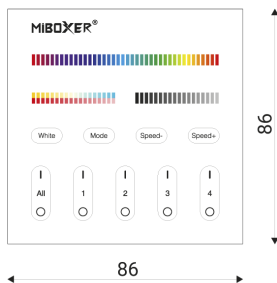 MIBOXER®
White Mode Speed- Speed+
I I I I I
All 1 2 3 4
O O O O O
86
86